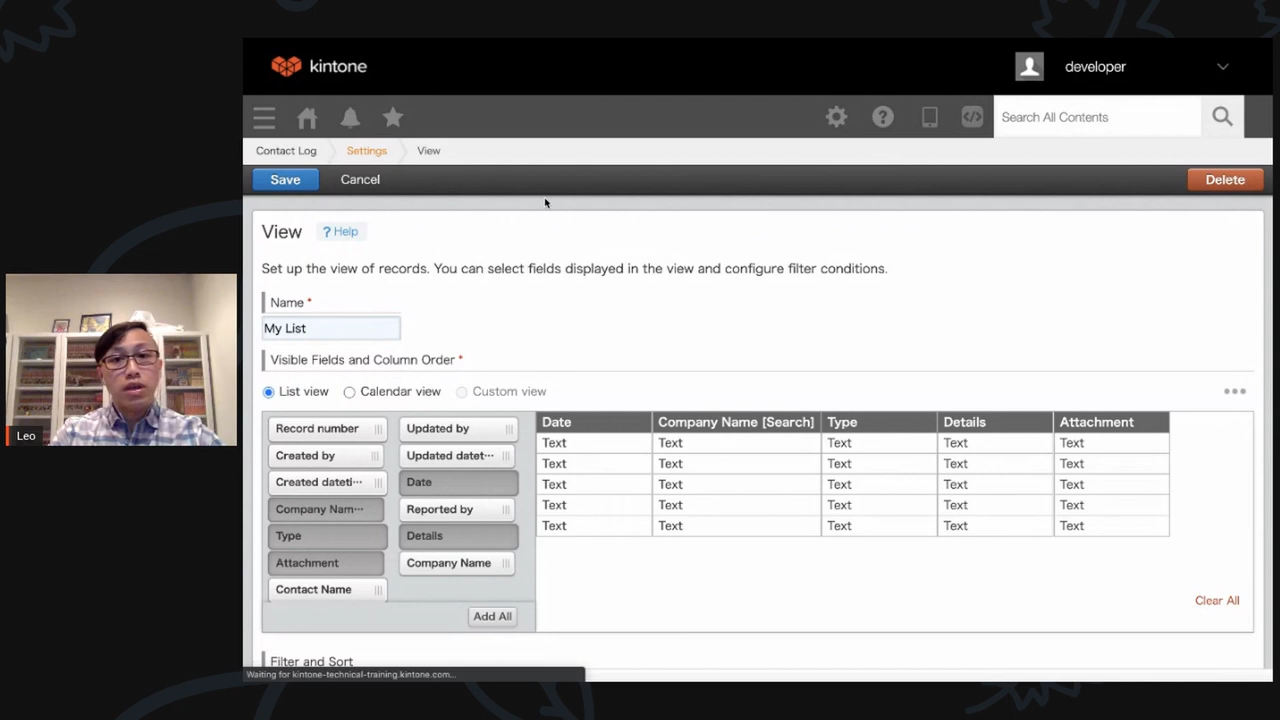 kintone
developer
Search All Contents
Contact Log
Settings
View
Save
Cancel
Delete
View
? Help
Set up the view of records. You can select fields displayed in the view and configure filter conditions.
Name *
My List
Visible Fields and Column Order *
List view
Calendar view
Custom view
Record number
Updated by
Created by
Updated datet···
Created dateti···
Date
Company Nam···
Reported by
Type
Details
Attachment
Company Name
Contact Name
Add All
Date Company Name [Search] Type Details Attachment
Text Text Text Text Text
Text Text Text Text Text
Text Text Text Text Text
Text Text Text Text Text
Text Text Text Text Text
Clear All
Filter and Sort
Waiting for kintone-technical-training.kintone.com...
Leo